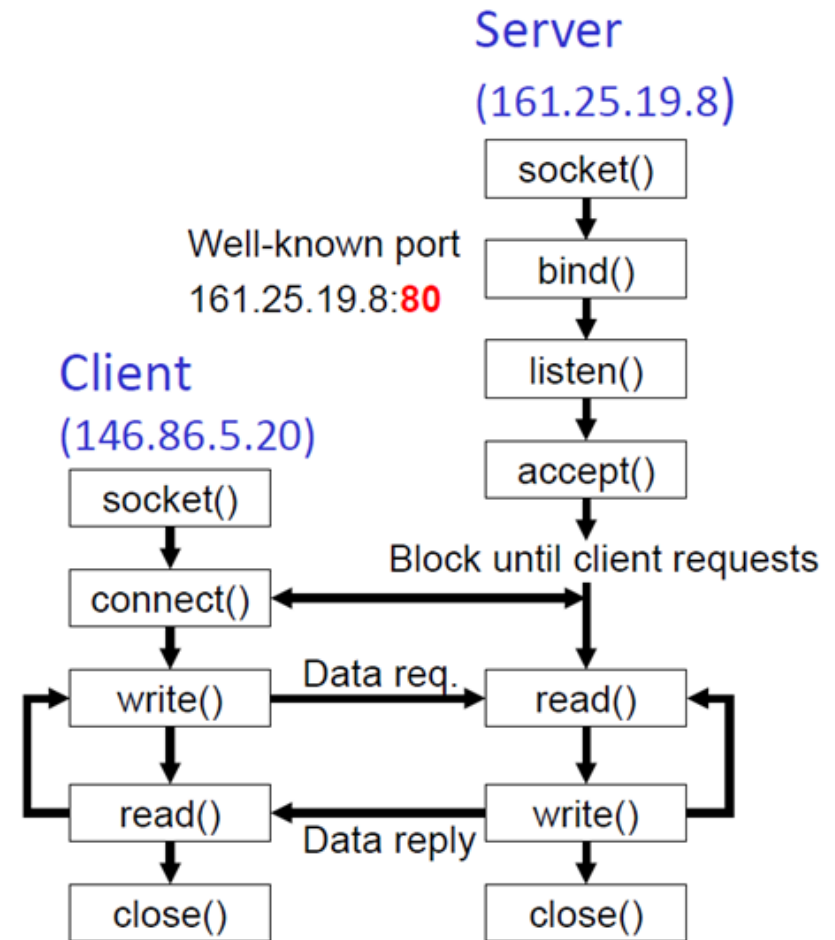 Server
(161.25.19.8)
socket()
Well-known port
bind()
161.25.19.8:80
listen()
Client
(146.86.5.20)
accept()
socket()
Block until client requests
connect()
Data req.
write()
read()
read()
write()
Data reply
close()
close()